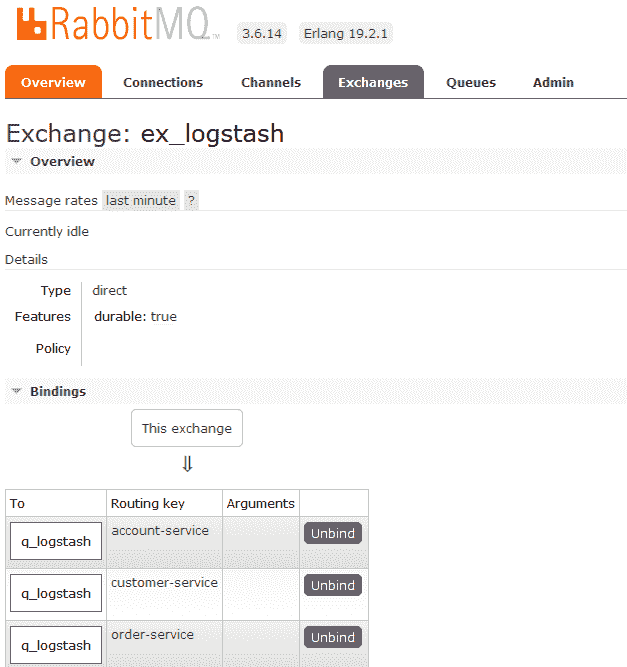 RabbitMQ™ 3.6.14 Erlang 19.2.1
Overview Connections Channels Exchanges Queues Admin
Exchange: ex_logstash
Overview
Message rates last minute ?
Currently idle
Details
Type direct
Features durable: true
Policy
Bindings
This exchange
⇓
To Routing key Arguments
q_logstash account-service Unbind
q_logstash customer-service Unbind
q_logstash order-service Unbind